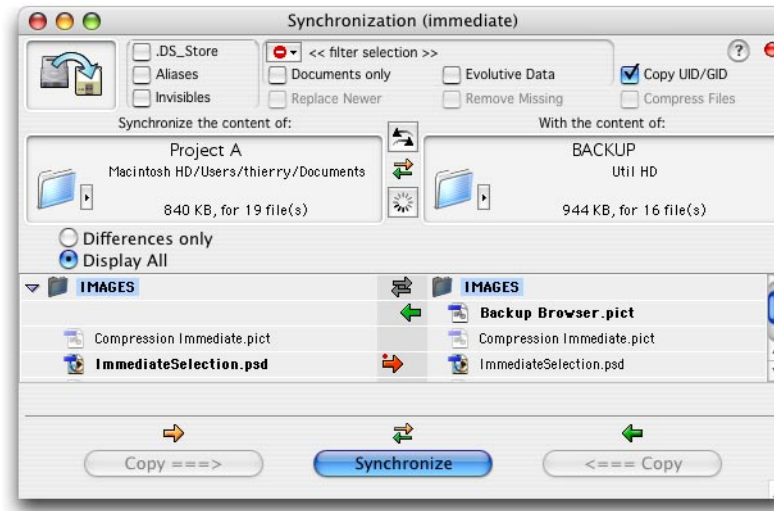 Synchronization (immediate)
.DS_Store
<< filter selection >>
?
Aliases
Documents only
Evolutive Data
Copy UID/GID
Invisibles
Replace Newer
Remove Missing
Compress Files
Synchronize the content of:
With the content of:
Project A
BACKUP
Macintosh HD/Users/thierry/Documents
Util HD
840 KB, for 19 file(s)
944 KB, for 16 file(s)
Differences only
Display All
IMAGES
IMAGES
Backup Browser.pict
Compression Immediate.pict
Compression Immediate.pict
ImmediateSelection.psd
ImmediateSelection.psd
Copy ===>
Synchronize
<=== Copy